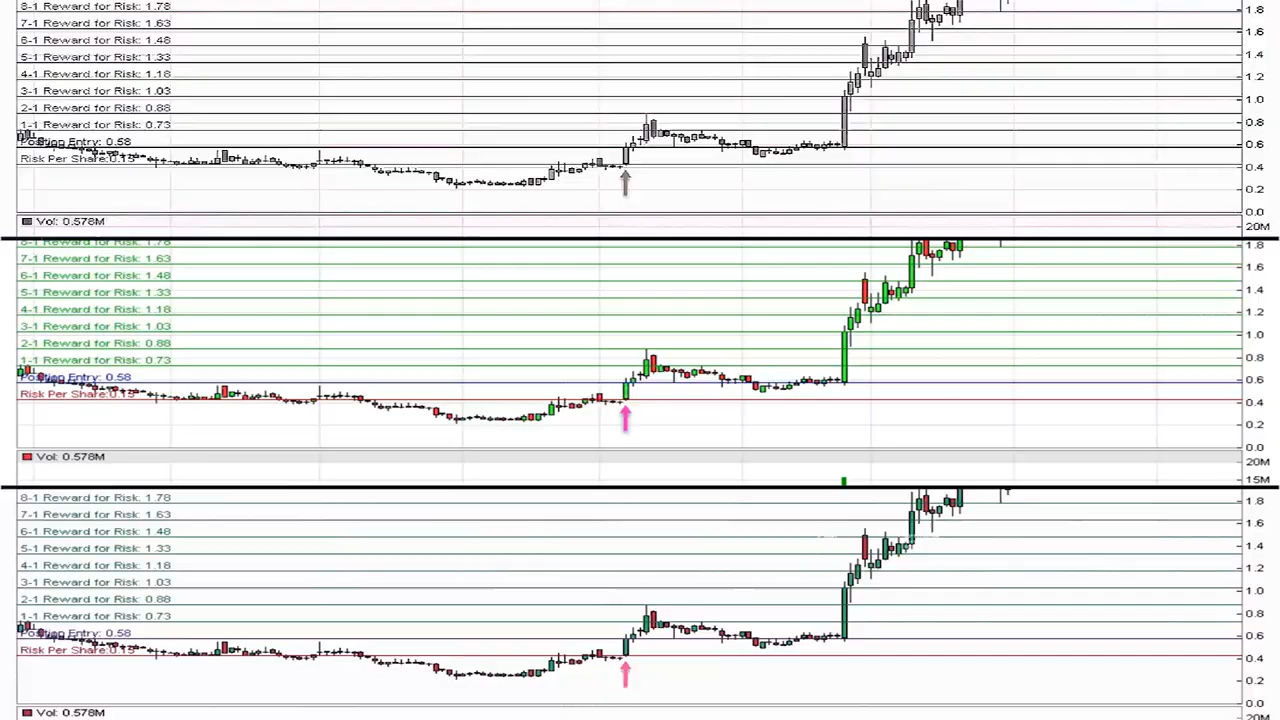 8-1 Reward for Risk: 1.78
1.8
7-1 Reward for Risk: 1.63
1.6
6-1 Reward for Risk: 1.48
1.4
5-1 Reward for Risk: 1.33
4-1 Reward for Risk: 1.18
1.2
3-1 Reward for Risk: 1.03
1.0
2-1 Reward for Risk: 0.88
0.8
1-1 Reward for Risk: 0.73
Position Entry: 0.58
0.6
Risk Per Share:0.15
0.4
0.2
0.0
Vol: 0.578M
20M
8-1 Reward for Risk: 1.78
1.8
7-1 Reward for Risk: 1.63
1.6
6-1 Reward for Risk: 1.48
1.4
5-1 Reward for Risk: 1.33
4-1 Reward for Risk: 1.18
1.2
3-1 Reward for Risk: 1.03
1.0
2-1 Reward for Risk: 0.88
0.8
1-1 Reward for Risk: 0.73
Position Entry: 0.58
0.6
Risk Per Share:0.15
0.4
0.2
0.0
Vol: 0.578M
20M
15M
8-1 Reward for Risk: 1.78
1.8
7-1 Reward for Risk: 1.63
1.6
6-1 Reward for Risk: 1.48
1.4
5-1 Reward for Risk: 1.33
4-1 Reward for Risk: 1.18
1.2
3-1 Reward for Risk: 1.03
1.0
2-1 Reward for Risk: 0.88
0.8
1-1 Reward for Risk: 0.73
Position Entry: 0.58
0.6
Risk Per Share:0.15
0.4
0.2
0.0
Vol: 0.578M
20M